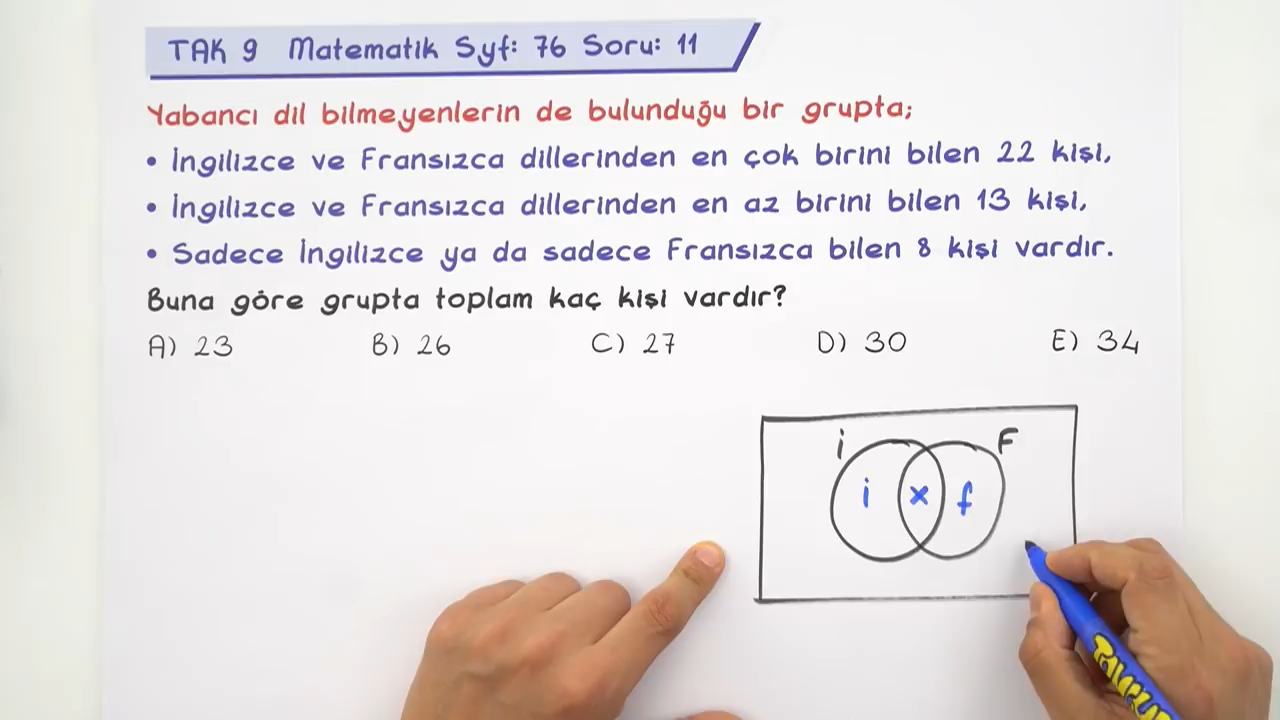 TAK 9 Matematik Syf: 76 Soru: 11
Yabancı dil bilmeyenlerin de bulunduğu bir grupta;
• İngilizce ve Fransızca dillerinden en çok birini bilen 22 kişi,
• İngilizce ve Fransızca dillerinden en az birini bilen 13 kişi,
• Sadece İngilizce ya da sadece Fransızca bilen 8 kişi vardır.
Buna göre grupta toplam kaç kişi vardır?
A) 23 B) 26 C) 27 D) 30 E) 34
i F
i x f